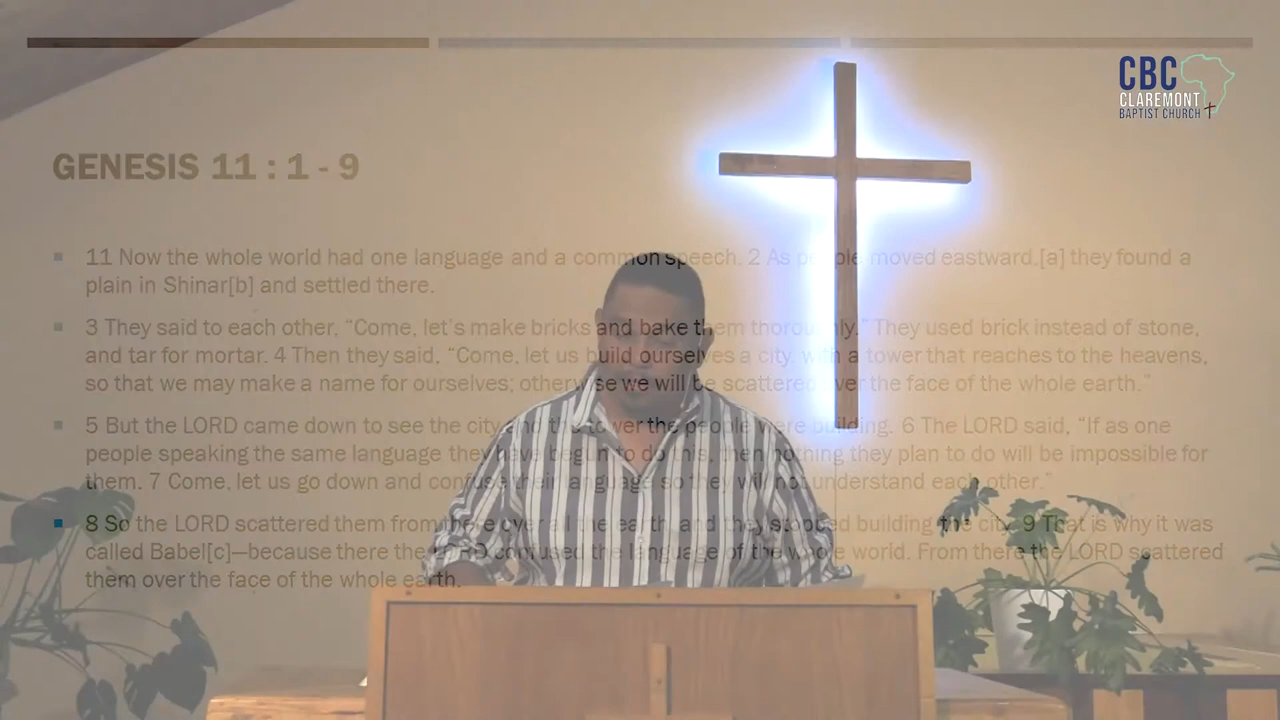 CBC
CLAREMONT
BAPTIST CHURCH
GENESIS 11 : 1 - 9
11 Now the whole world had one language and a common speech. 2 As people moved eastward,[a] they found a
plain in Shinar[b] and settled there.
3 They said to each other, “Come, let's make bricks and bake them thoroughly.” They used brick instead of stone,
and tar for mortar. 4 Then they said, “Come, let us build ourselves a city, with a tower that reaches to the heavens,
so that we may make a name for ourselves; otherwise we will be scattered over the face of the whole earth.”
5 But the LORD came down to see the city and the tower the people were building. 6 The LORD said, “If as one
people speaking the same language they have begun to do this, then nothing they plan to do will be impossible for
them. 7 Come, let us go down and confuse their language so they will not understand each other.”
8 So the LORD scattered them from there over all the earth, and they stopped building the city. 9 That is why it was
called Babel[c]—because there the LORD confused the language of the whole world. From there the LORD scattered
them over the face of the whole earth.